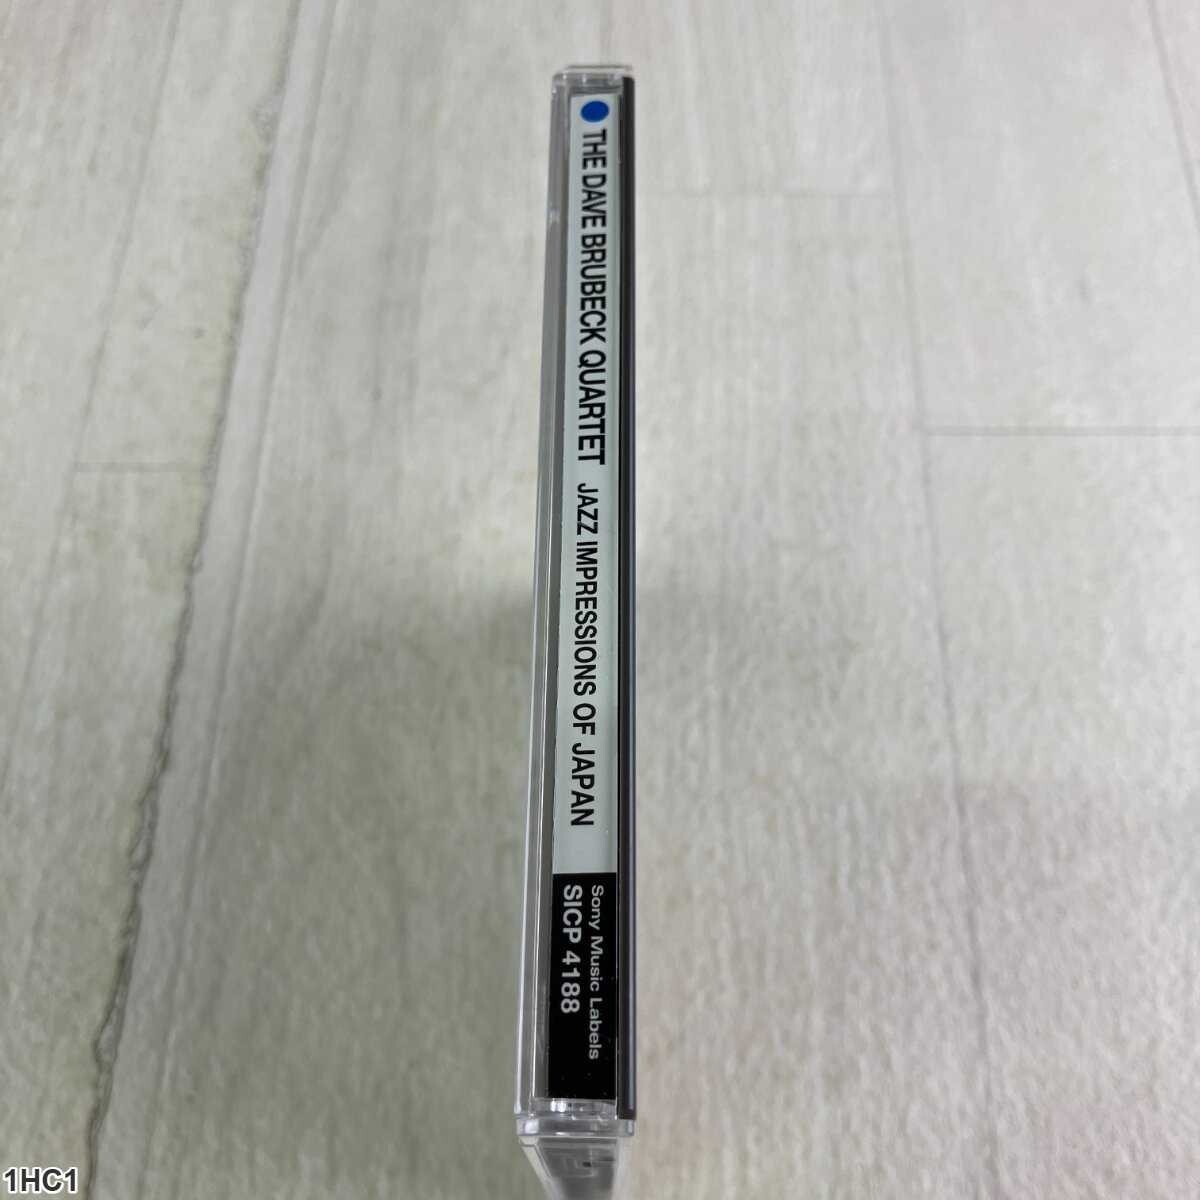 THE DAVE BRUBECK QUARTET JAZZ IMPRESSIONS OF JAPAN
Sony Music Labels
SICP 4188
1HC1